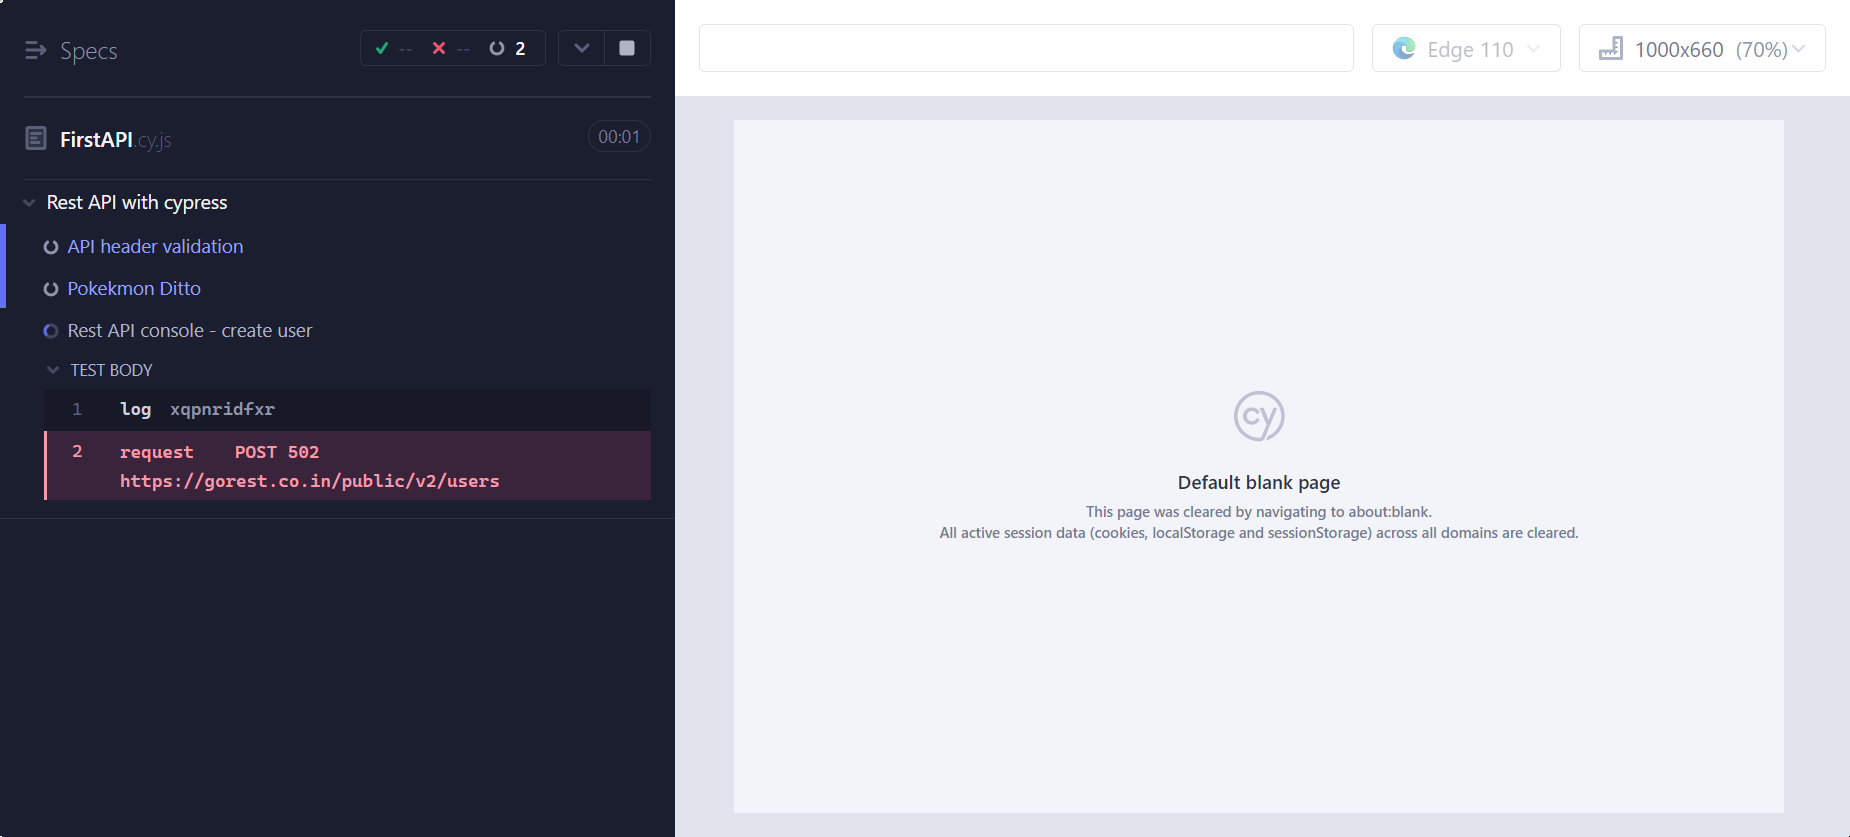 Specs
-- -- 2
FirstAPI.cy.js
00:01
Rest API with cypress
API header validation
Pokekmon Ditto
Rest API console - create user
TEST BODY
1 log xqpnridfxr
2 request POST 502
https://gorest.co.in/public/v2/users
Edge 110
1000x660 (70%)
cy
Default blank page
This page was cleared by navigating to about:blank.
All active session data (cookies, localStorage and sessionStorage) across all domains are cleared.